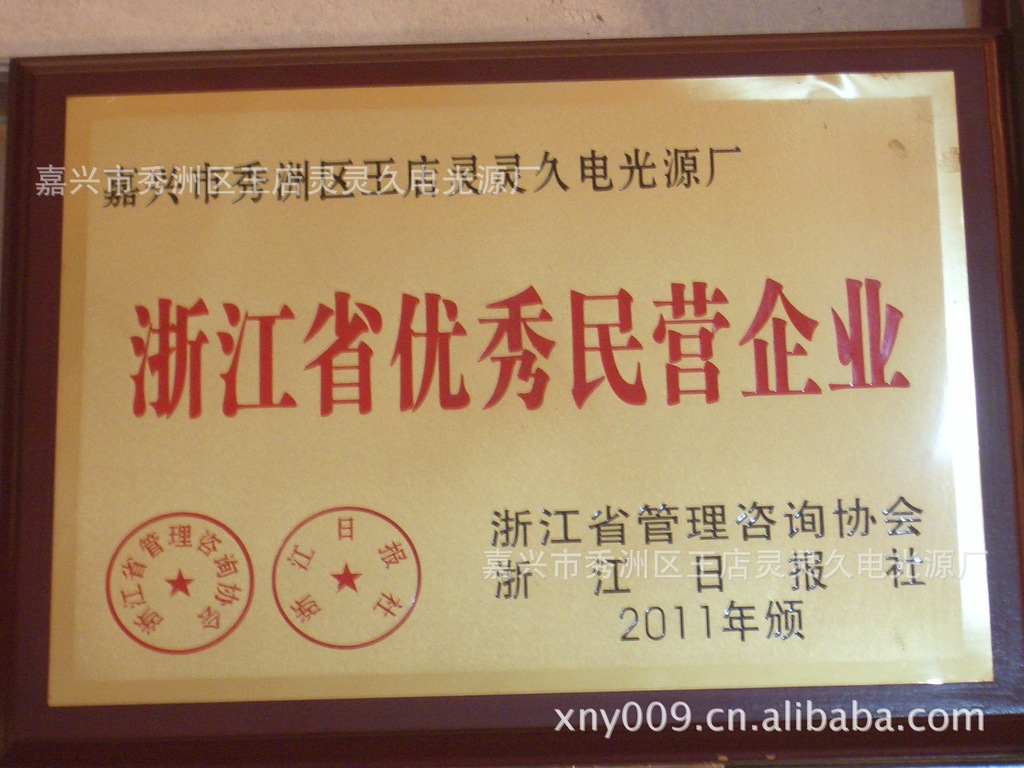 嘉兴市秀洲区王店灵灵久电光源厂
嘉兴市秀洲区王店灵灵久电光源厂
浙江省优秀民营企业
浙江省管理咨询协会
浙江日报社
浙江省管理咨询协会
嘉兴市秀洲区王店灵灵久电光源厂
浙江日报社
2011年颁
xny009.cn.alibaba.com